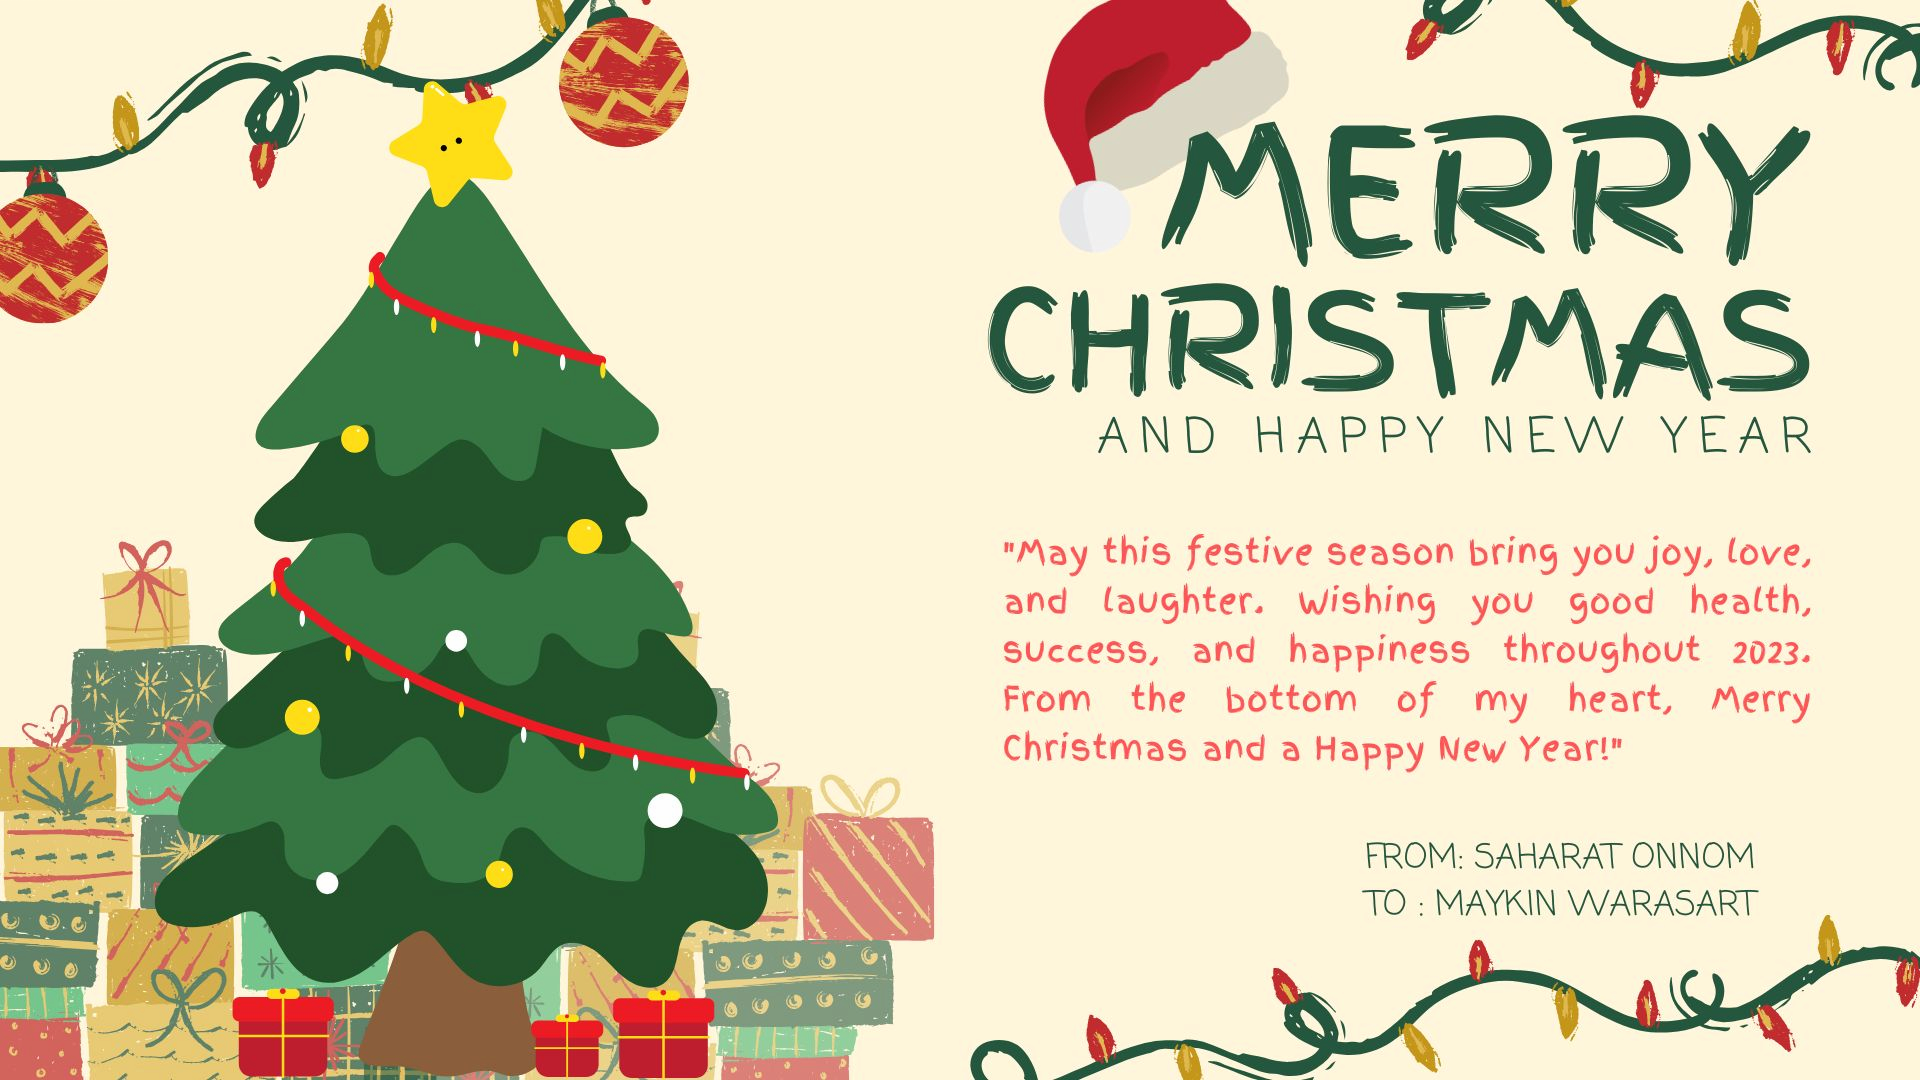 MERRY
CHRISTMAS
AND HAPPY NEW YEAR
"May this festive season bring you joy, love,
and laughter. Wishing you good health,
success, and happiness throughout 2023.
From the bottom of my heart, Merry
Christmas and a Happy New Year!"
FROM: SAHARAT ONNOM
TO : MAYKIN WARASART